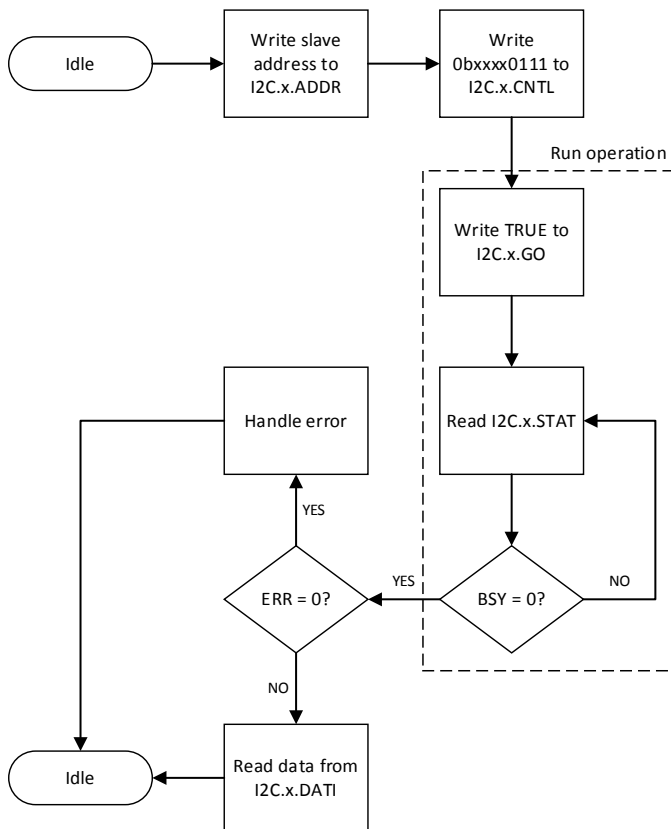 Idle
Write slave
address to
I2C.x.ADDR
Write
0bxxxx0111 to
I2C.x.CNTL
Run operation
Write TRUE to
I2C.x.GO
Read I2C.x.STAT
BSY = 0?
NO
YES
ERR = 0?
YES
Handle error
NO
Read data from
I2C.x.DATI
Idle